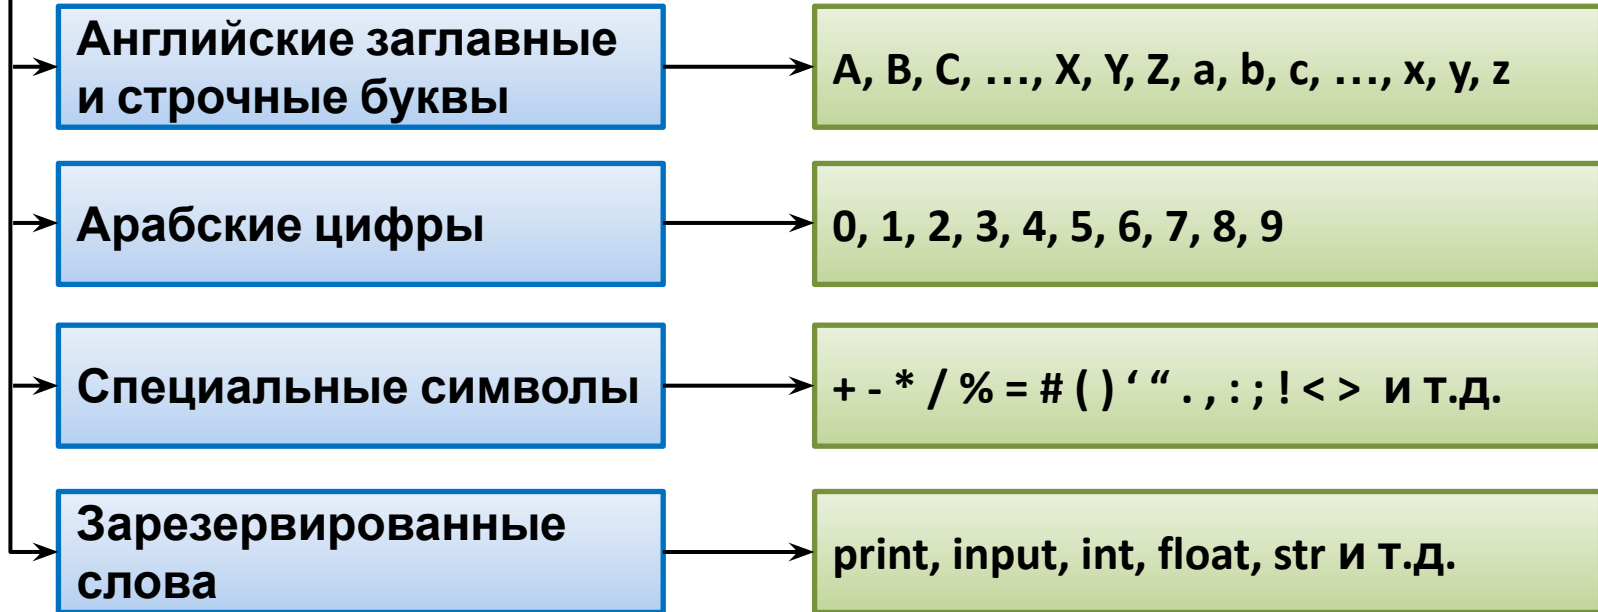 Английские заглавные
и строчные буквы
A, B, C, …, X, Y, Z, a, b, c, …, x, y, z
Арабские цифры
0, 1, 2, 3, 4, 5, 6, 7, 8, 9
Специальные символы
+ - * / % = # ( ) ‘ “ . , : ; ! < > и т.д.
Зарезервированные
слова
print, input, int, float, str и т.д.